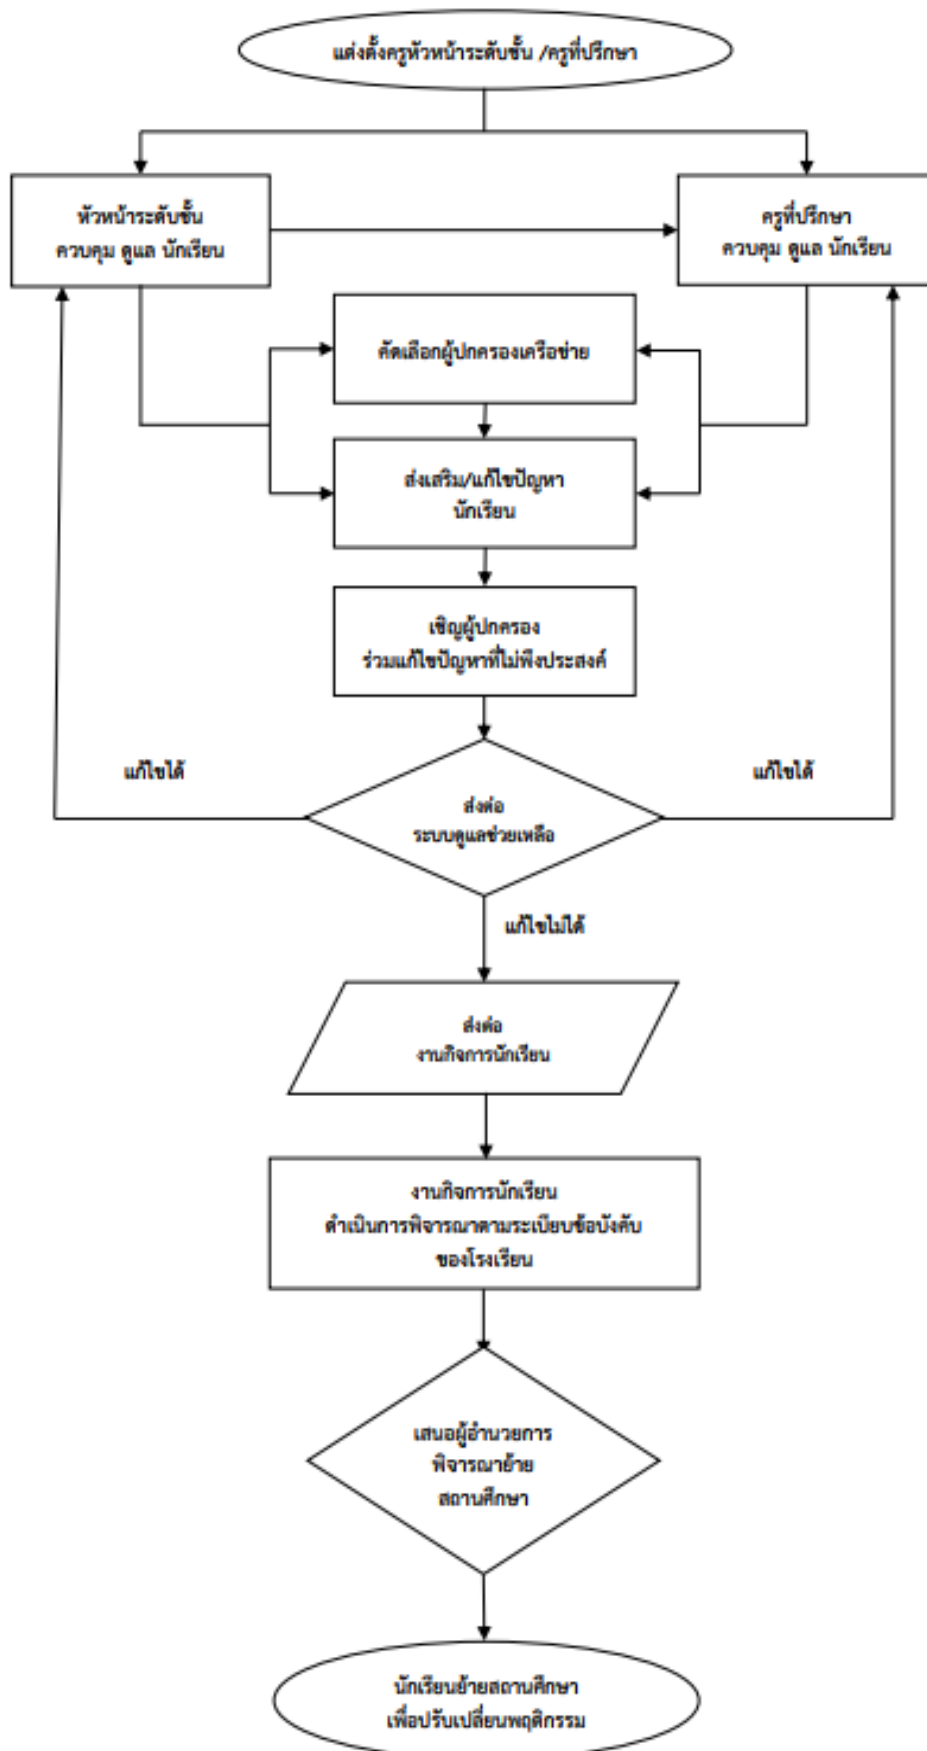 แต่งตั้งครูหัวหน้าระดับชั้น /ครูที่ปรึกษา
หัวหน้าระดับชั้น
ควบคุม ดูแล นักเรียน
ครูที่ปรึกษา
ควบคุม ดูแล นักเรียน
คัดเลือกผู้ปกครองเครือข่าย
ส่งเสริม/แก้ไขปัญหา
นักเรียน
เชิญผู้ปกครอง
ร่วมแก้ไขปัญหาที่ไม่พึงประสงค์
แก้ไขได้
แก้ไขได้
ส่งต่อ
ระบบดูแลช่วยเหลือ
แก้ไขไม่ได้
ส่งต่อ
งานกิจการนักเรียน
งานกิจการนักเรียน
ดำเนินการพิจารณาตามระเบียบข้อบังคับ
ของโรงเรียน
เสนอผู้อำนวยการ
พิจารณาย้าย
สถานศึกษา
นักเรียนย้ายสถานศึกษา
เพื่อปรับเปลี่ยนพฤติกรรม